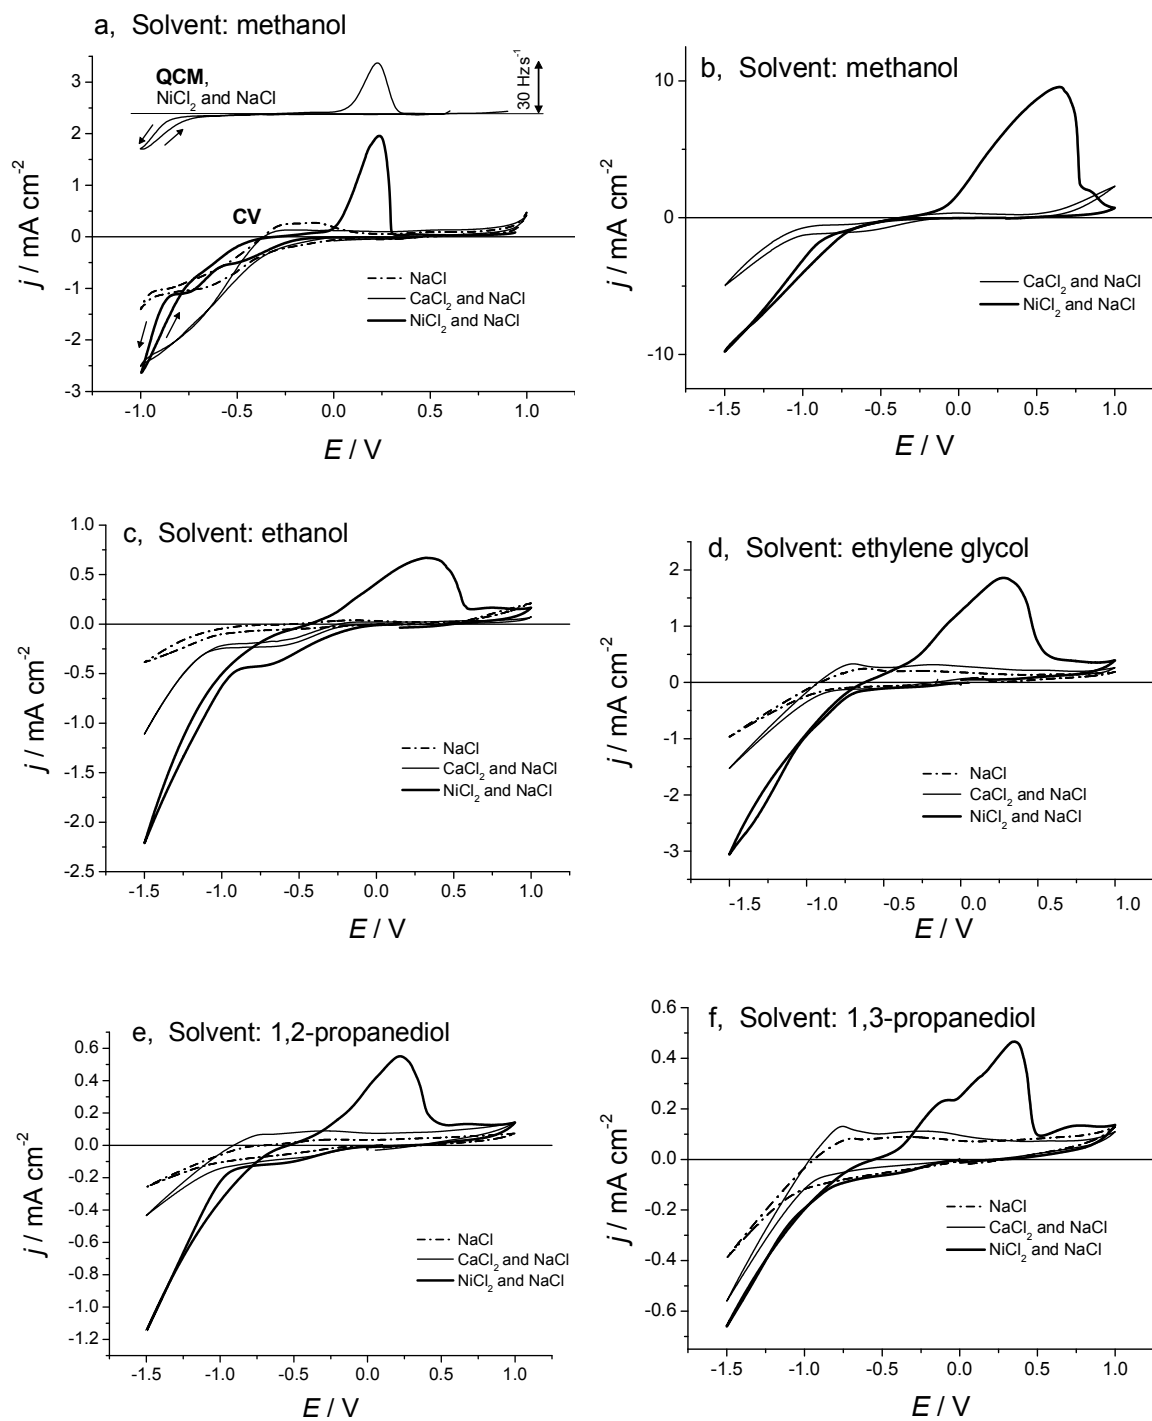 a, Solvent: methanol
QCM,
NiCl2 and NaCl
30 Hz s-1
CV
j / mA cm-2
3
2
1
0
-1
-2
-3
NaCl
CaCl2 and NaCl
NiCl2 and NaCl
-1.0 -0.5 0.0 0.5 1.0
E / V
b, Solvent: methanol
j / mA cm-2
10
0
-10
CaCl2 and NaCl
NiCl2 and NaCl
-1.5 -1.0 -0.5 0.0 0.5 1.0
E / V
c, Solvent: ethanol
j / mA cm-2
1.0
0.5
0.0
-0.5
-1.0
-1.5
-2.0
-2.5
NaCl
CaCl2 and NaCl
NiCl2 and NaCl
-1.5 -1.0 -0.5 0.0 0.5 1.0
E / V
d, Solvent: ethylene glycol
j / mA cm-2
2
1
0
-1
-2
-3
NaCl
CaCl2 and NaCl
NiCl2 and NaCl
-1.5 -1.0 -0.5 0.0 0.5 1.0
E / V
e, Solvent: 1,2-propanediol
j / mA cm-2
0.6
0.4
0.2
0.0
-0.2
-0.4
-0.6
-0.8
-1.0
-1.2
NaCl
CaCl2 and NaCl
NiCl2 and NaCl
-1.5 -1.0 -0.5 0.0 0.5 1.0
E / V
f, Solvent: 1,3-propanediol
j / mA cm-2
0.6
0.4
0.2
0.0
-0.2
-0.4
-0.6
NaCl
CaCl2 and NaCl
NiCl2 and NaCl
-1.5 -1.0 -0.5 0.0 0.5 1.0
E / V